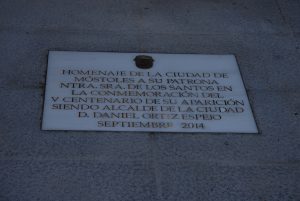 HOMENAJE DE LA CIUDAD DE
MÓSTOLES A SU PATRONA
NTRA. SRA. DE LOS SANTOS EN
LA CONMEMORACIÓN DEL
V CENTENARIO DE SU APARICIÓN
SIENDO ALCALDE DE LA CIUDAD
D. DANIEL ORTIZ ESPEJO
SEPTIEMBRE 2014